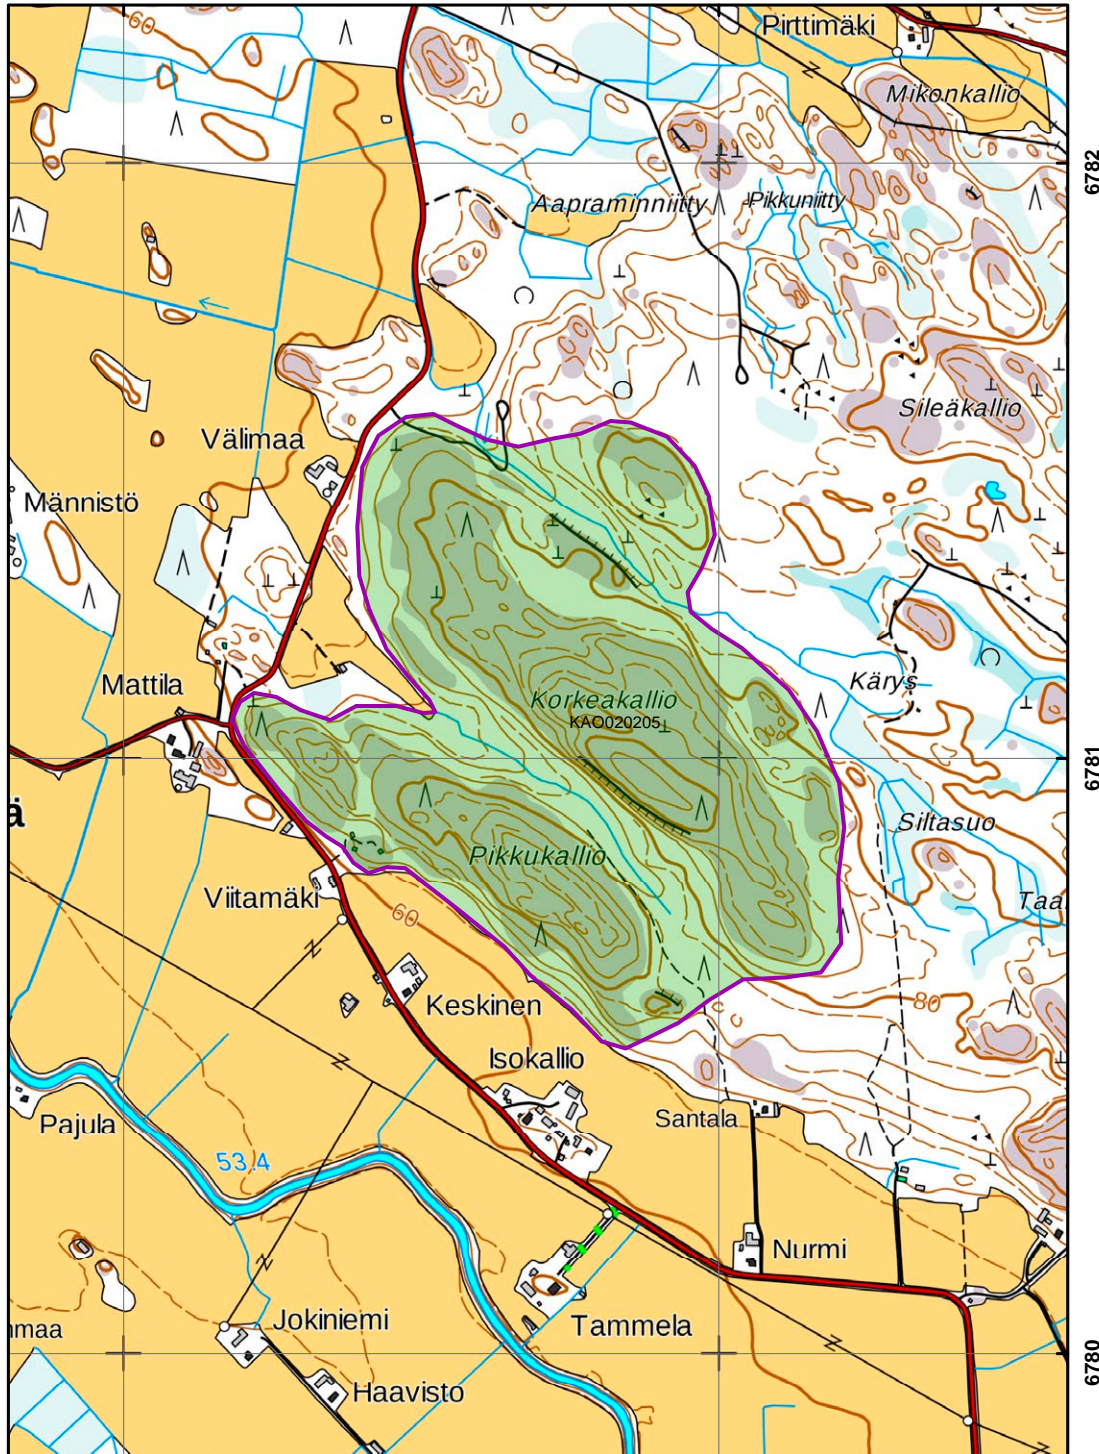 60
Pirttimäki
Mikonkallio
6782
Aapraminniitty
Pikkuniitty
Sileäkallio
Välimaa
Männistö
Mattila
Korkeakallio
KAO020205
Kärys
6781
ä
Siltasuo
Pikkukallio
Viitamäki
60
Taa
Keskinen
80
Isokallio
Pajula
Santala
53.4
Nurmi
Jokiniemi
Tammela
maa
6780
Haavisto